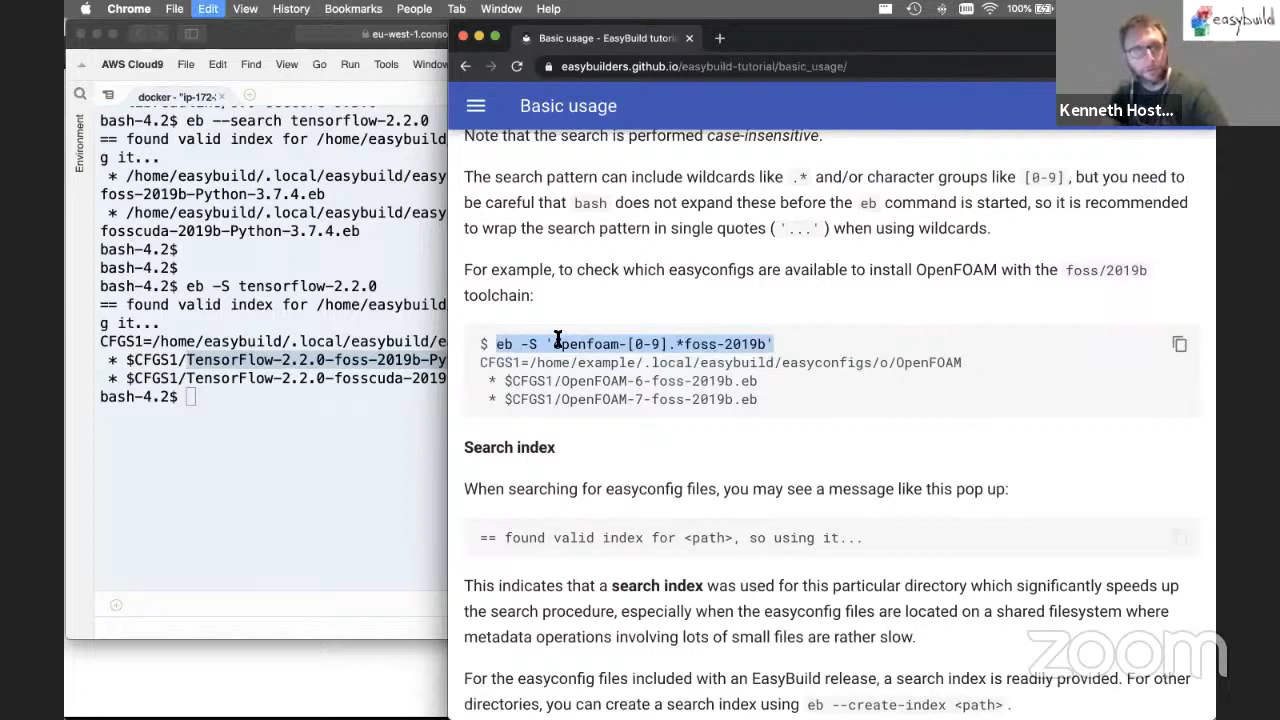 Chrome File Edit View History Bookmarks People Tab Window Help 100%
easybuild
eu-west-1.conso
AWS Cloud9 File Edit Find View Go Run Tools Window
docker - "ip-172-
Environment
bash-4.2$ eb --search tensorflow-2.2.0
== found valid index for /home/easybuild
g it...
* /home/easybuild/.local/easybuild/easy
foss-2019b-Python-3.7.4.eb
* /home/easybuild/.local/easybuild/easy
fosscuda-2019b-Python-3.7.4.eb
bash-4.2$
bash-4.2$
bash-4.2$ eb -S tensorflow-2.2.0
== found valid index for /home/easybuild
g it...
CFGS1=/home/easybuild/.local/easybuild/e
* $CFGS1/TensorFlow-2.2.0-foss-2019b-Py
* $CFGS1/TensorFlow-2.2.0-fosscuda-2019
bash-4.2$
Basic usage - EasyBuild tutori
easybuilders.github.io/easybuild-tutorial/basic_usage/
Kenneth Host...
Basic usage
Note that the search is performed case-insensitive.
The search pattern can include wildcards like .* and/or character groups like [0-9], but you need to
be careful that bash does not expand these before the eb command is started, so it is recommended
to wrap the search pattern in single quotes ('...') when using wildcards.
For example, to check which easyconfigs are available to install OpenFOAM with the foss/2019b
toolchain:
$ eb -S 'openfoam-[0-9].*foss-2019b'
CFGS1=/home/example/.local/easybuild/easyconfigs/o/OpenFOAM
* $CFGS1/OpenFOAM-6-foss-2019b.eb
* $CFGS1/OpenFOAM-7-foss-2019b.eb
Search index
When searching for easyconfig files, you may see a message like this pop up:
== found valid index for <path>, so using it...
This indicates that a search index was used for this particular directory which significantly speeds up
the search procedure, especially when the easyconfig files are located on a shared filesystem where
metadata operations involving lots of small files are rather slow.
For the easyconfig files included with an EasyBuild release, a search index is readily provided. For other
directories, you can create a search index using eb --create-index <path>.
zoom